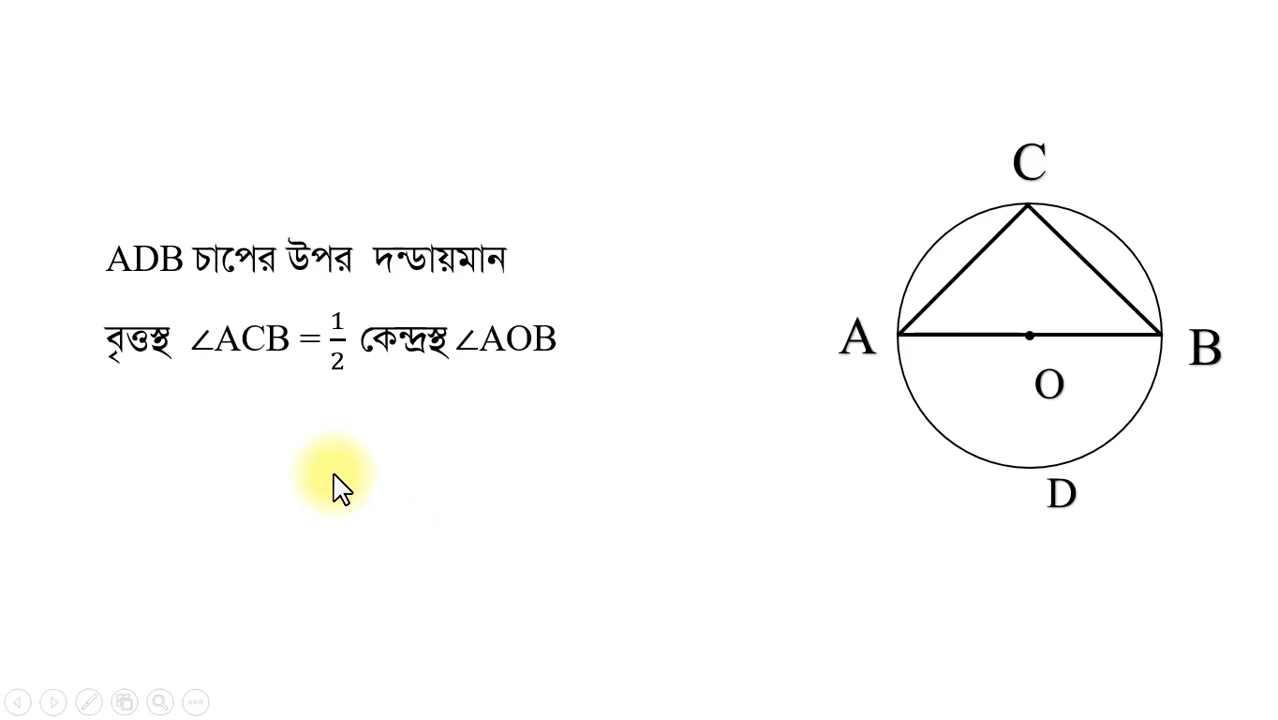 ADB চাপের উপর দন্ডায়মান
বৃত্তস্থ ∠ACB = 1/2 কেন্দ্রস্থ ∠AOB
C
A
B
O
D